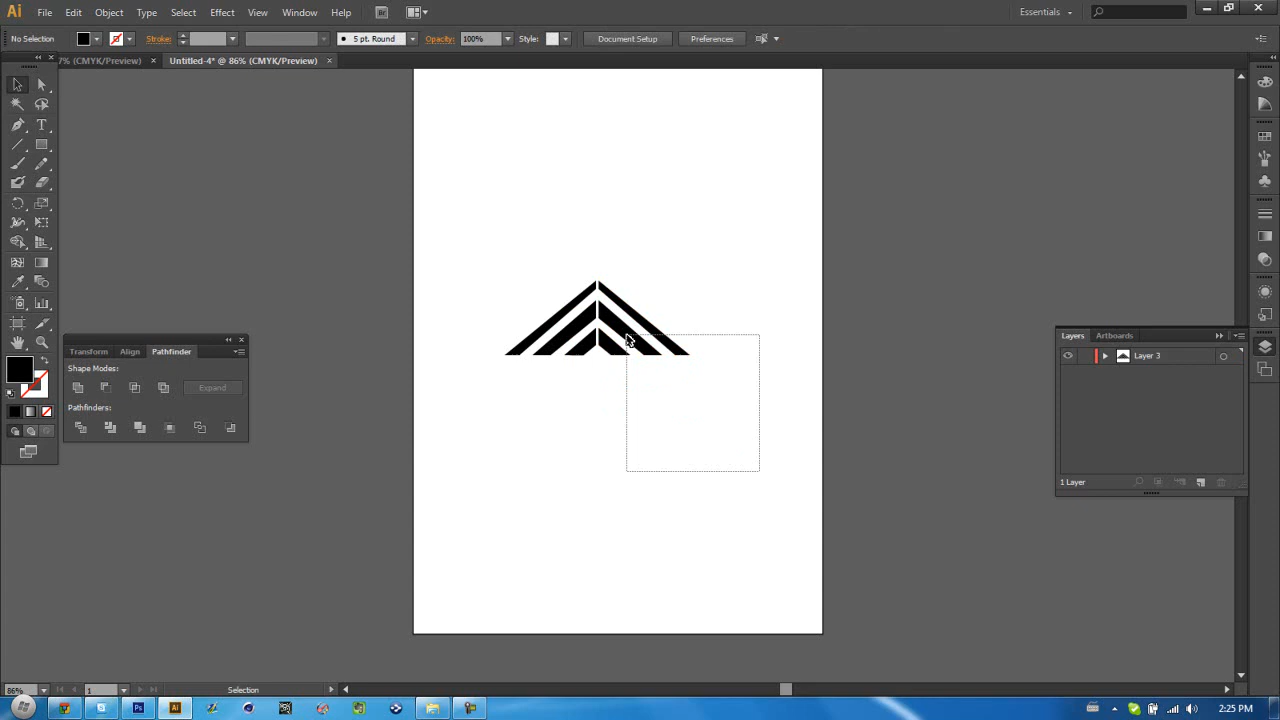 Ai File Edit Object Type Select Effect View Window Help Br Essentials
No Selection Stroke: 5 pt. Round Opacity: 100% Style: Document Setup Preferences
7% (CMYK/Preview) × Untitled-4* @ 86% (CMYK/Preview) ×
T
Transform Align Pathfinder
Shape Modes:
Expand
Pathfinders:
Layers Artboards
Layer 3
1 Layer
86% 1 Selection
Ps Ai 2:25 PM